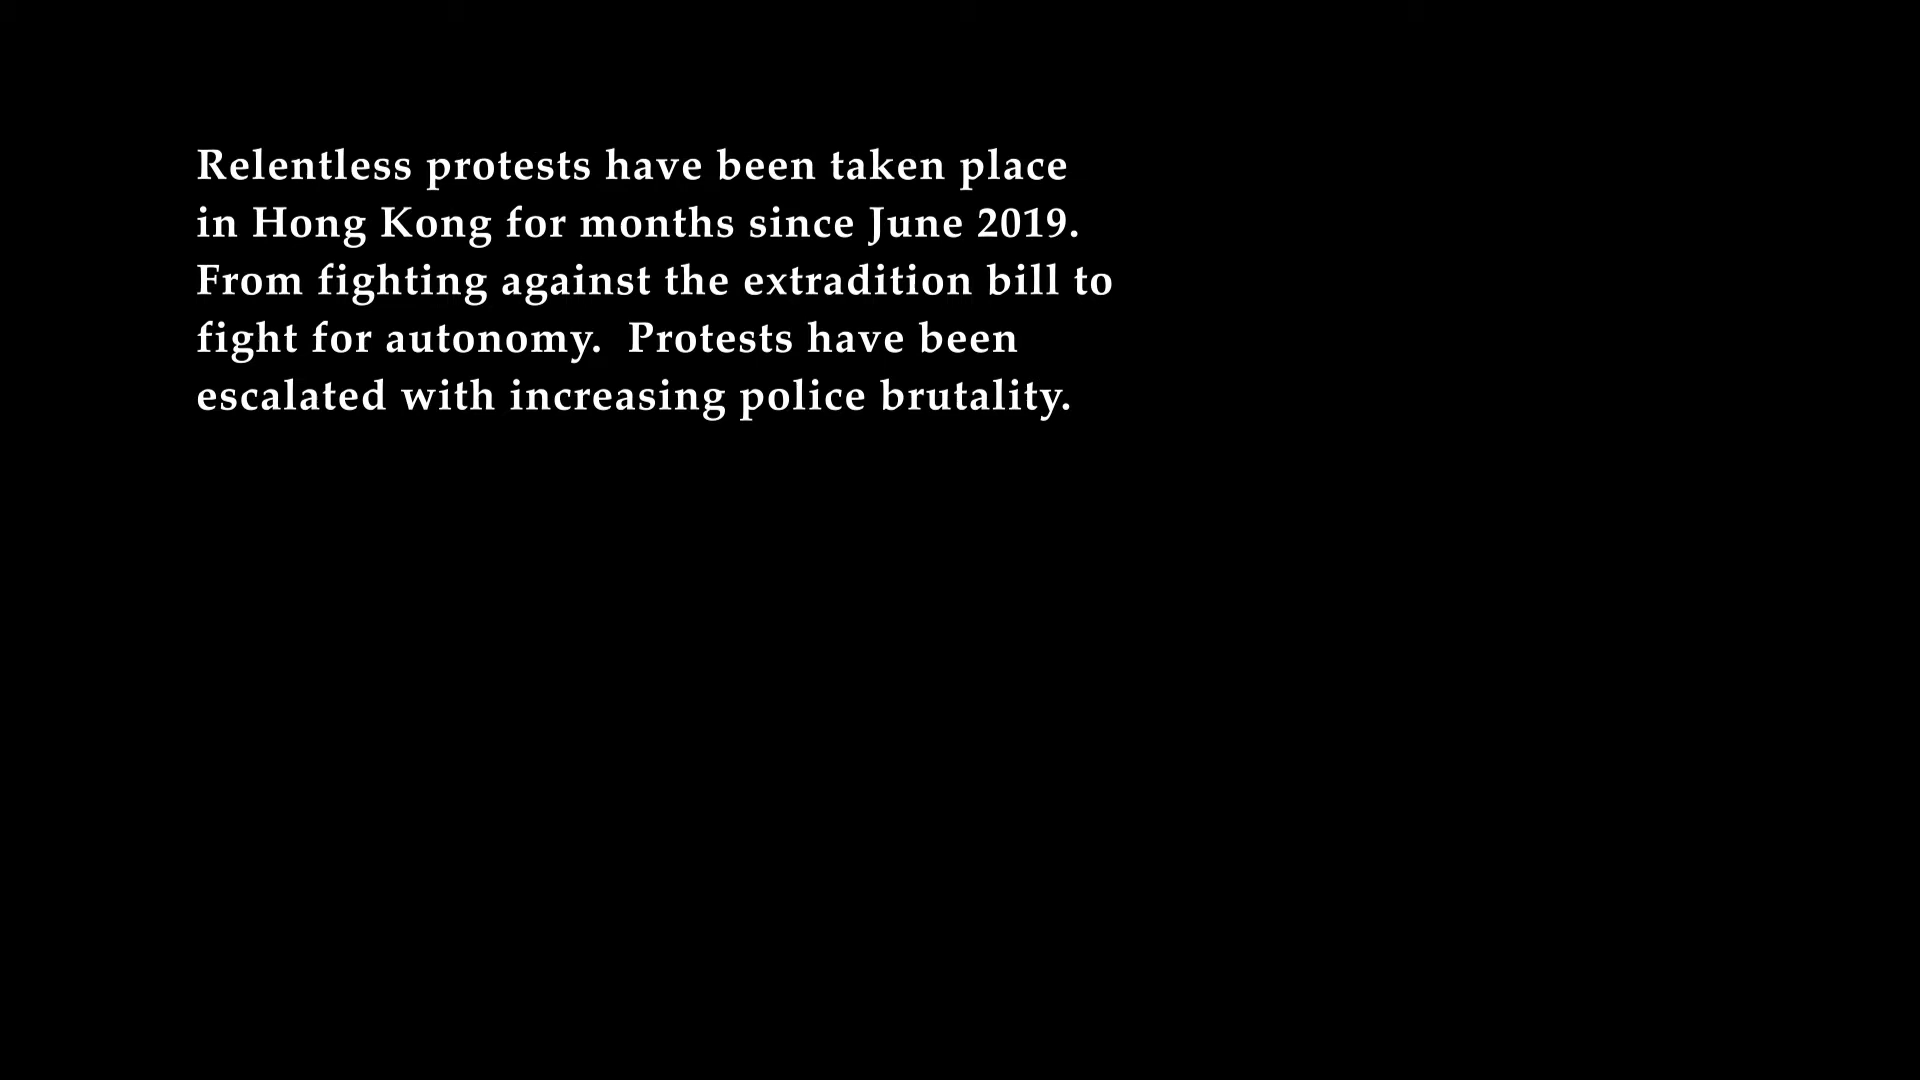 Relentless protests have been taken place
in Hong Kong for months since June 2019.
From fighting against the extradition bill to
fight for autonomy.  Protests have been
escalated with increasing police brutality.